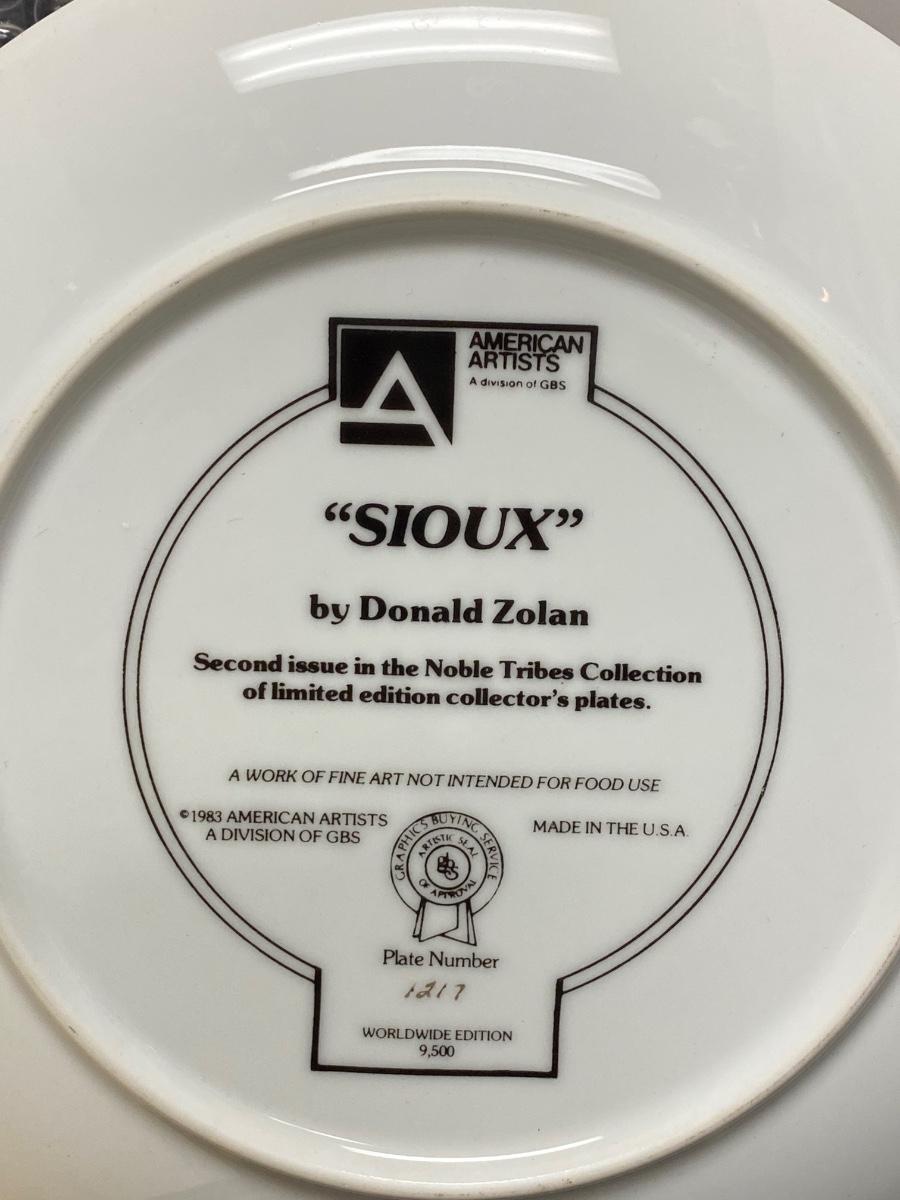 AMERICAN
ARTISTS
A division of GBS
“SIOUX”
by Donald Zolan
Second issue in the Noble Tribes Collection
of limited edition collector’s plates.
A WORK OF FINE ART NOT INTENDED FOR FOOD USE
©1983 AMERICAN ARTISTS
A DIVISION OF GBS
GRAPHICS BUYING SERVICE
ARTISTIC SEAL
OF APPROVAL
gbs
MADE IN THE U.S.A.
Plate Number
1217
WORLDWIDE EDITION
9,500